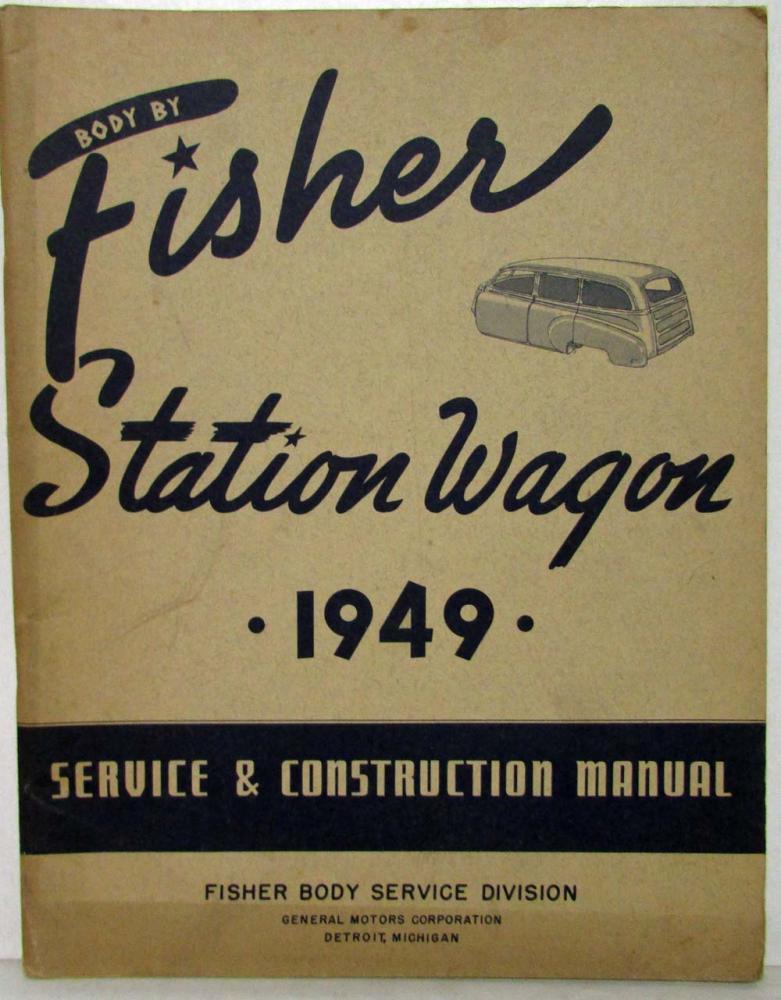 BODY BY
Fisher
Station Wagon
· 1949 ·
SERVICE & CONSTRUCTION MANUAL
FISHER BODY SERVICE DIVISION
GENERAL MOTORS CORPORATION
DETROIT, MICHIGAN